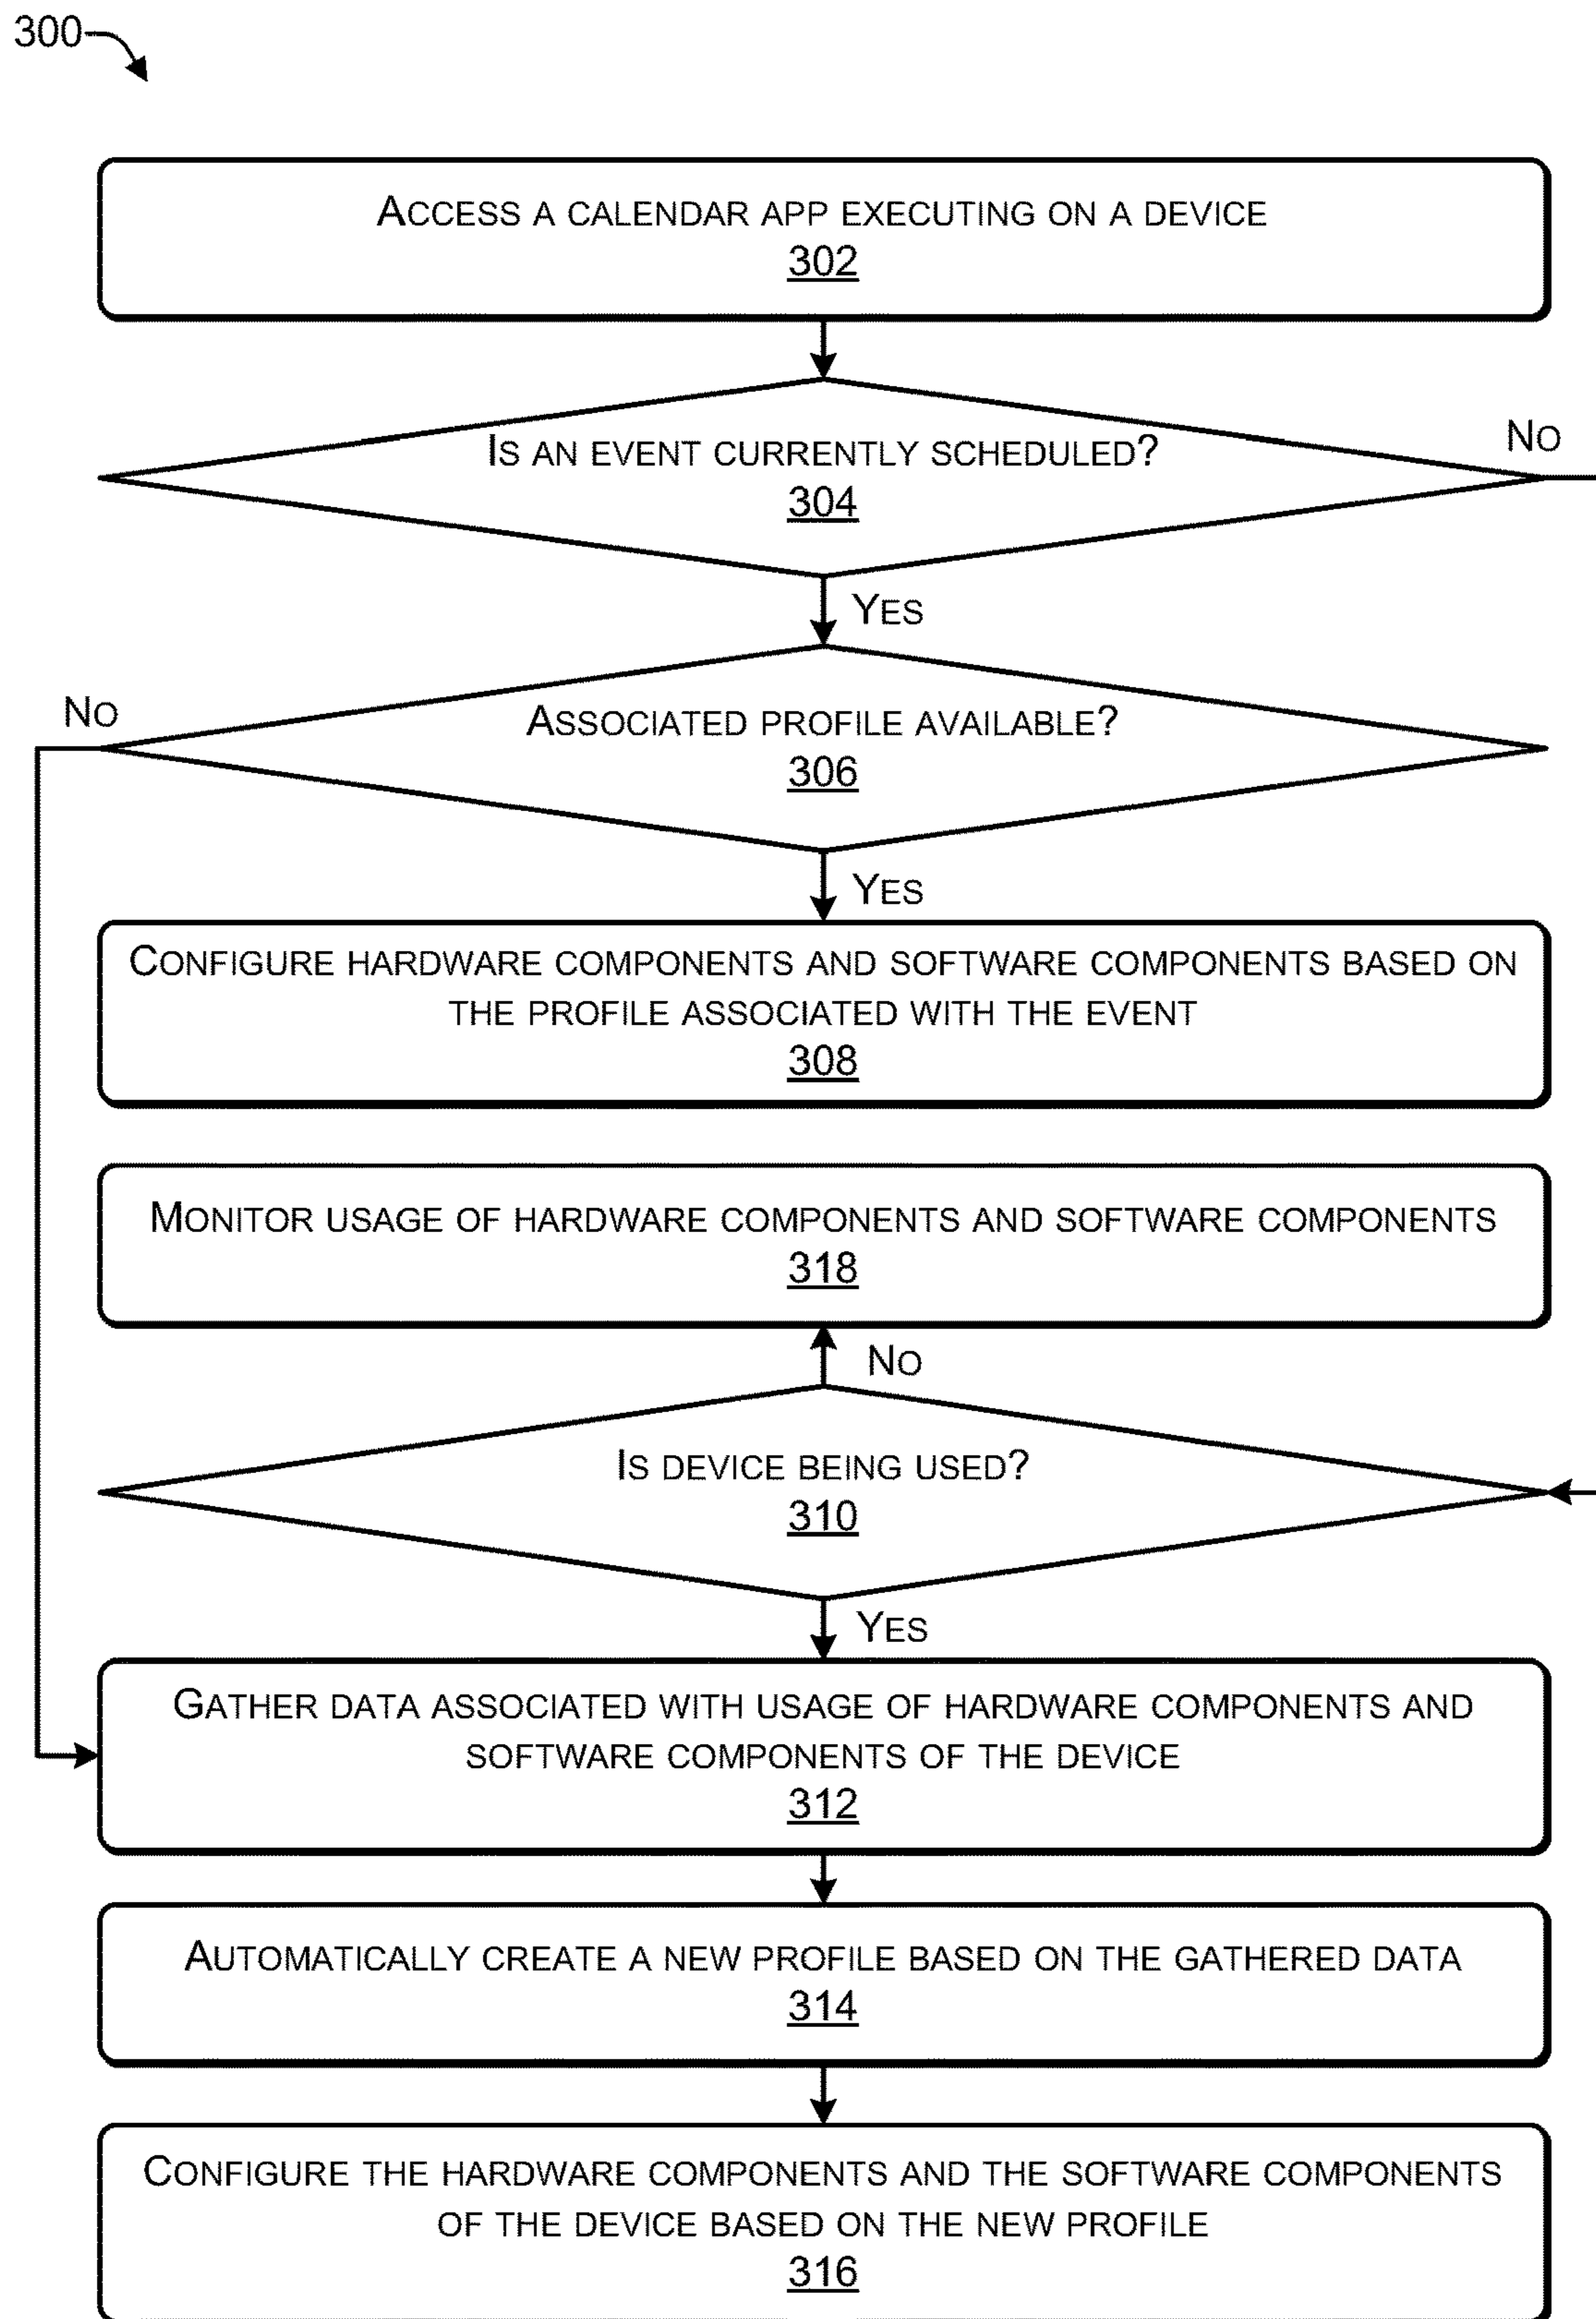 300
ACCESS A CALENDAR APP EXECUTING ON A DEVICE
302
IS AN EVENT CURRENTLY SCHEDULED?
304
NO
YES
NO
ASSOCIATED PROFILE AVAILABLE?
306
YES
CONFIGURE HARDWARE COMPONENTS AND SOFTWARE COMPONENTS BASED ON
THE PROFILE ASSOCIATED WITH THE EVENT
308
MONITOR USAGE OF HARDWARE COMPONENTS AND SOFTWARE COMPONENTS
318
NO
IS DEVICE BEING USED?
310
YES
GATHER DATA ASSOCIATED WITH USAGE OF HARDWARE COMPONENTS AND
SOFTWARE COMPONENTS OF THE DEVICE
312
AUTOMATICALLY CREATE A NEW PROFILE BASED ON THE GATHERED DATA
314
CONFIGURE THE HARDWARE COMPONENTS AND THE SOFTWARE COMPONENTS
OF THE DEVICE BASED ON THE NEW PROFILE
316